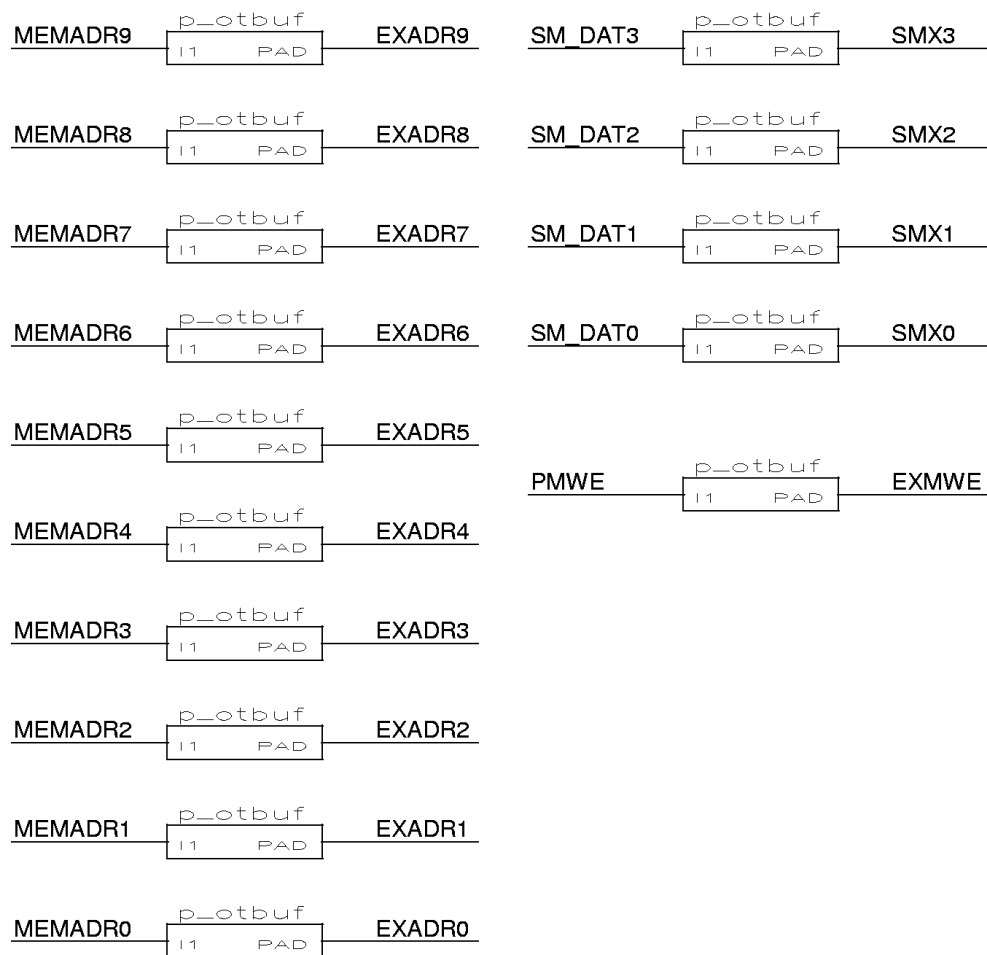 p_otbuf p_otbuf
MEMADR9 EXADR9 SM_DAT3 SMX3
I1 PAD I1 PAD
p_otbuf p_otbuf
MEMADR8 EXADR8 SM_DAT2 SMX2
I1 PAD I1 PAD
p_otbuf p_otbuf
MEMADR7 EXADR7 SM_DAT1 SMX1
I1 PAD I1 PAD
p_otbuf p_otbuf
MEMADR6 EXADR6 SM_DAT0 SMX0
I1 PAD I1 PAD
p_otbuf
MEMADR5 EXADR5
I1 PAD
p_otbuf
PMWE EXMWE
I1 PAD
p_otbuf
MEMADR4 EXADR4
I1 PAD
p_otbuf
MEMADR3 EXADR3
I1 PAD
p_otbuf
MEMADR2 EXADR2
I1 PAD
p_otbuf
MEMADR1 EXADR1
I1 PAD
p_otbuf
MEMADR0 EXADR0
I1 PAD